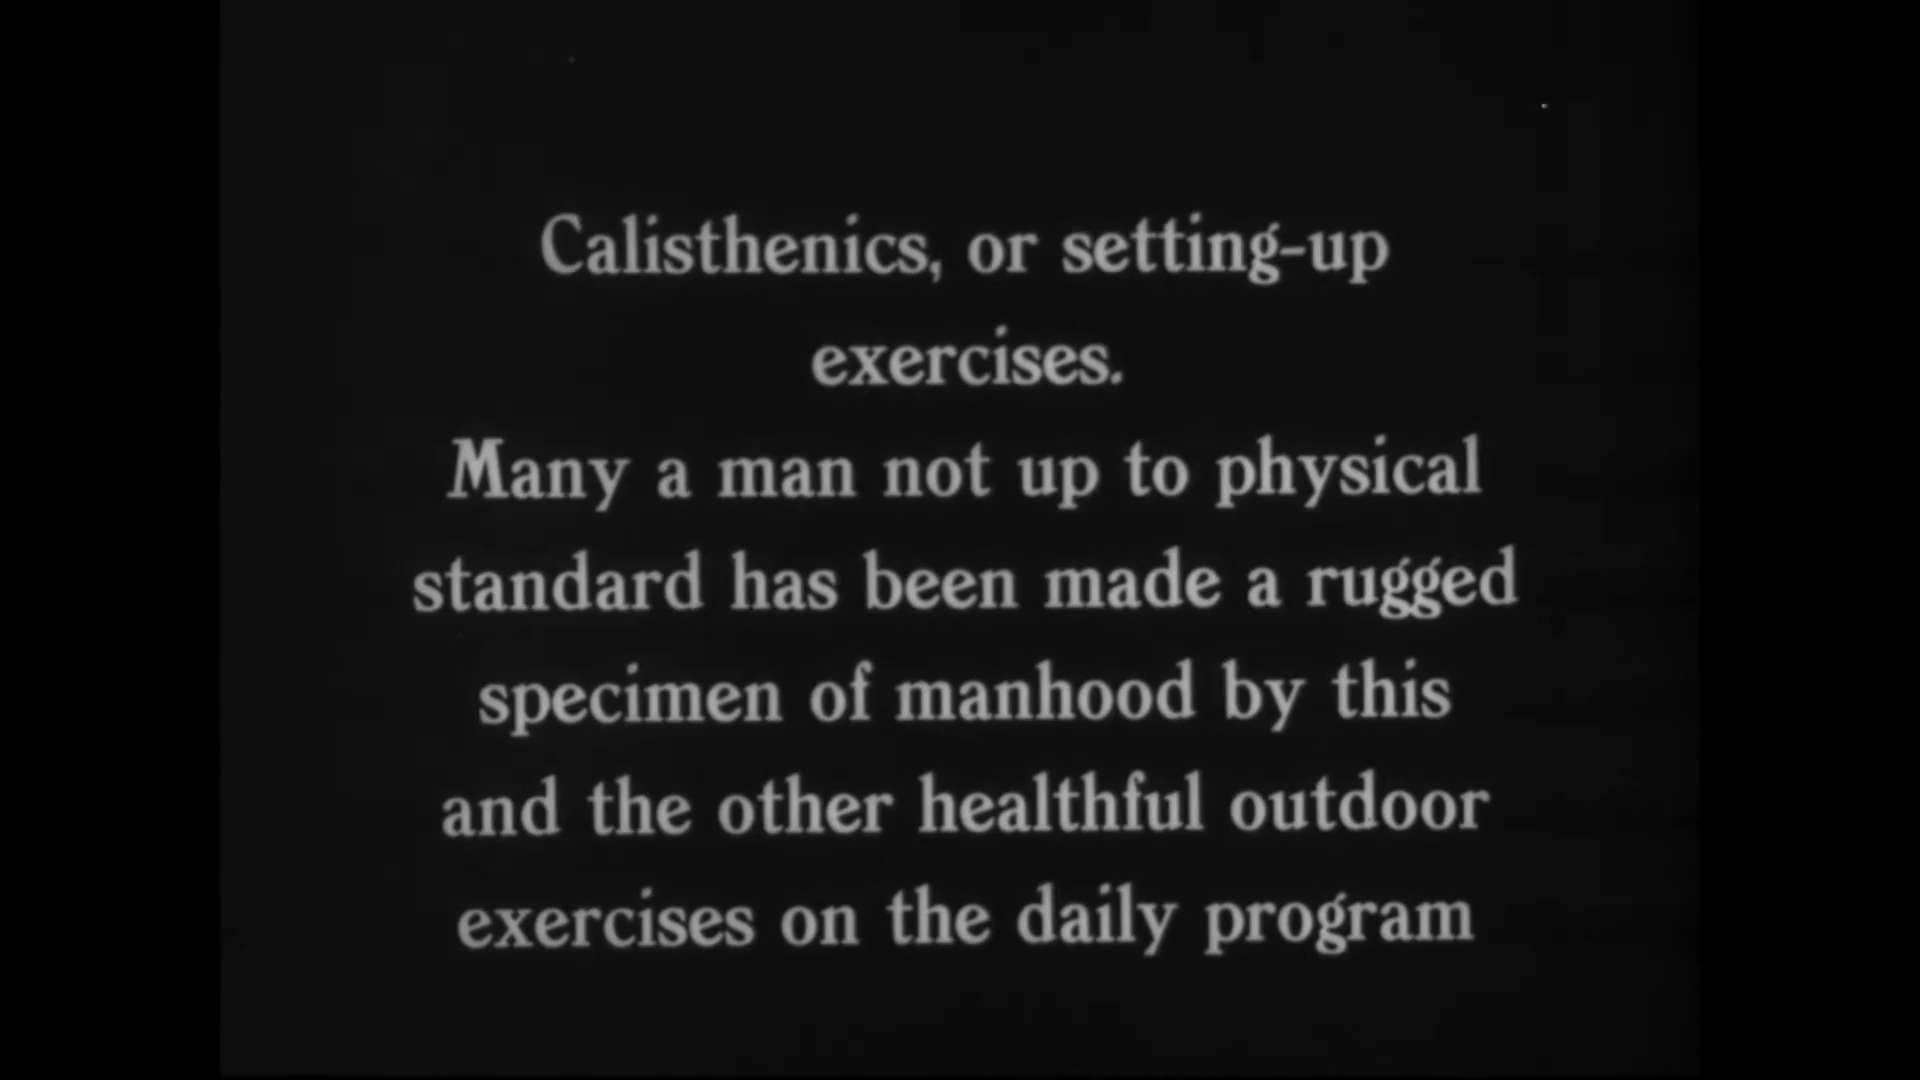 Calisthenics, or setting-up
exercises.
Many a man not up to physical
standard has been made a rugged
specimen of manhood by this
and the other healthful outdoor
exercises on the daily program